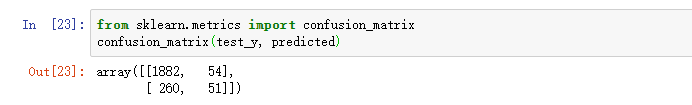 In [23]: from sklearn.metrics import confusion_matrix
confusion_matrix(test_y, predicted)
Out[23]: array([[1882, 54],
[ 260, 51]])